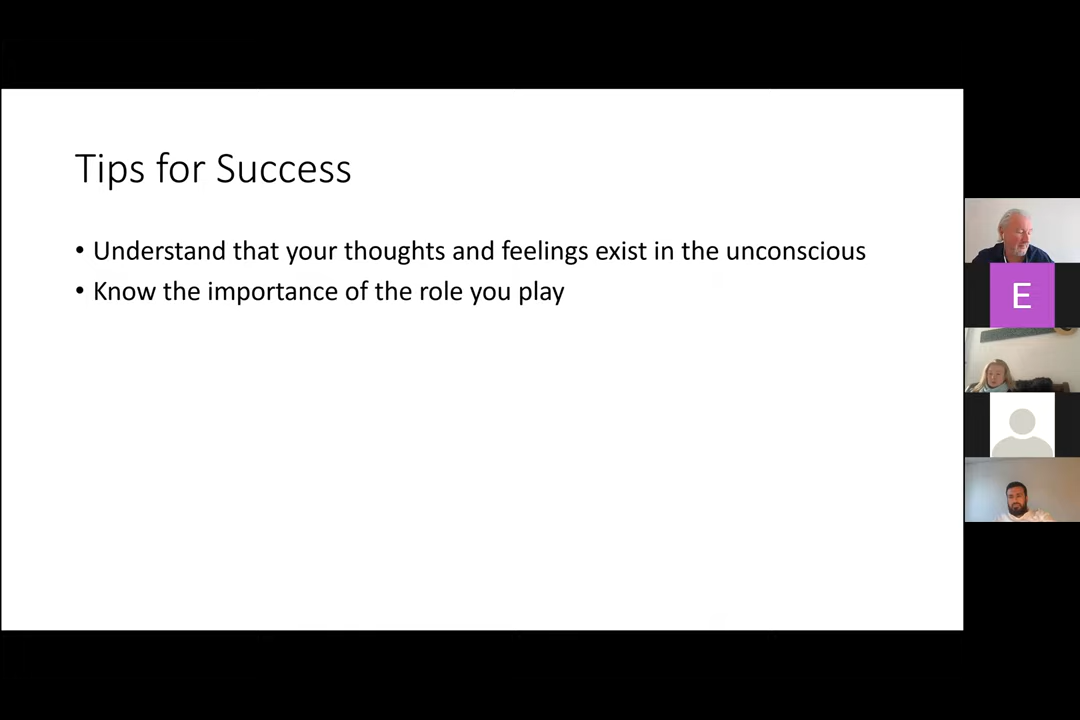 Tips for Success
• Understand that your thoughts and feelings exist in the unconscious
• Know the importance of the role you play
E